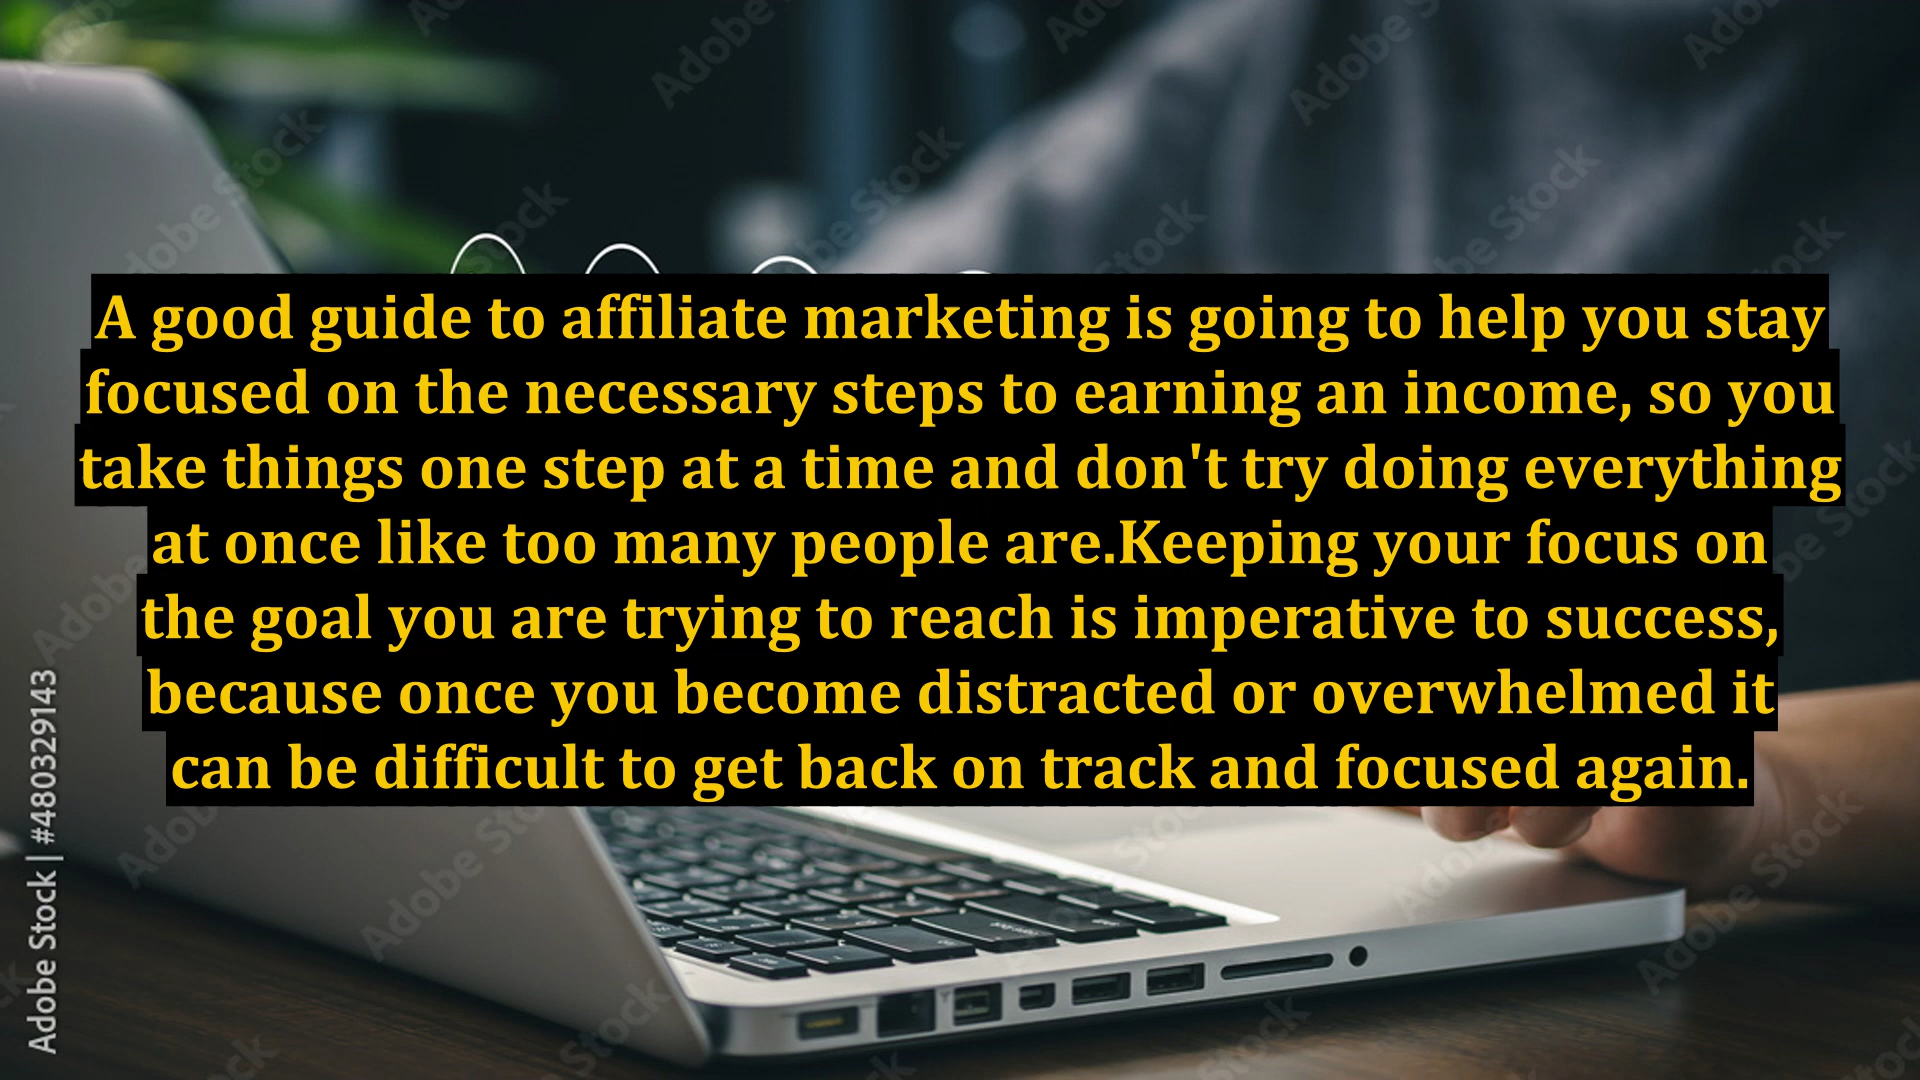 A good guide to affiliate marketing is going to help you stay
focused on the necessary steps to earning an income, so you
take things one step at a time and don't try doing everything
at once like too many people are.Keeping your focus on
the goal you are trying to reach is imperative to success,
because once you become distracted or overwhelmed it
can be difficult to get back on track and focused again.
Adobe Stock | #480329143
Adobe Stock